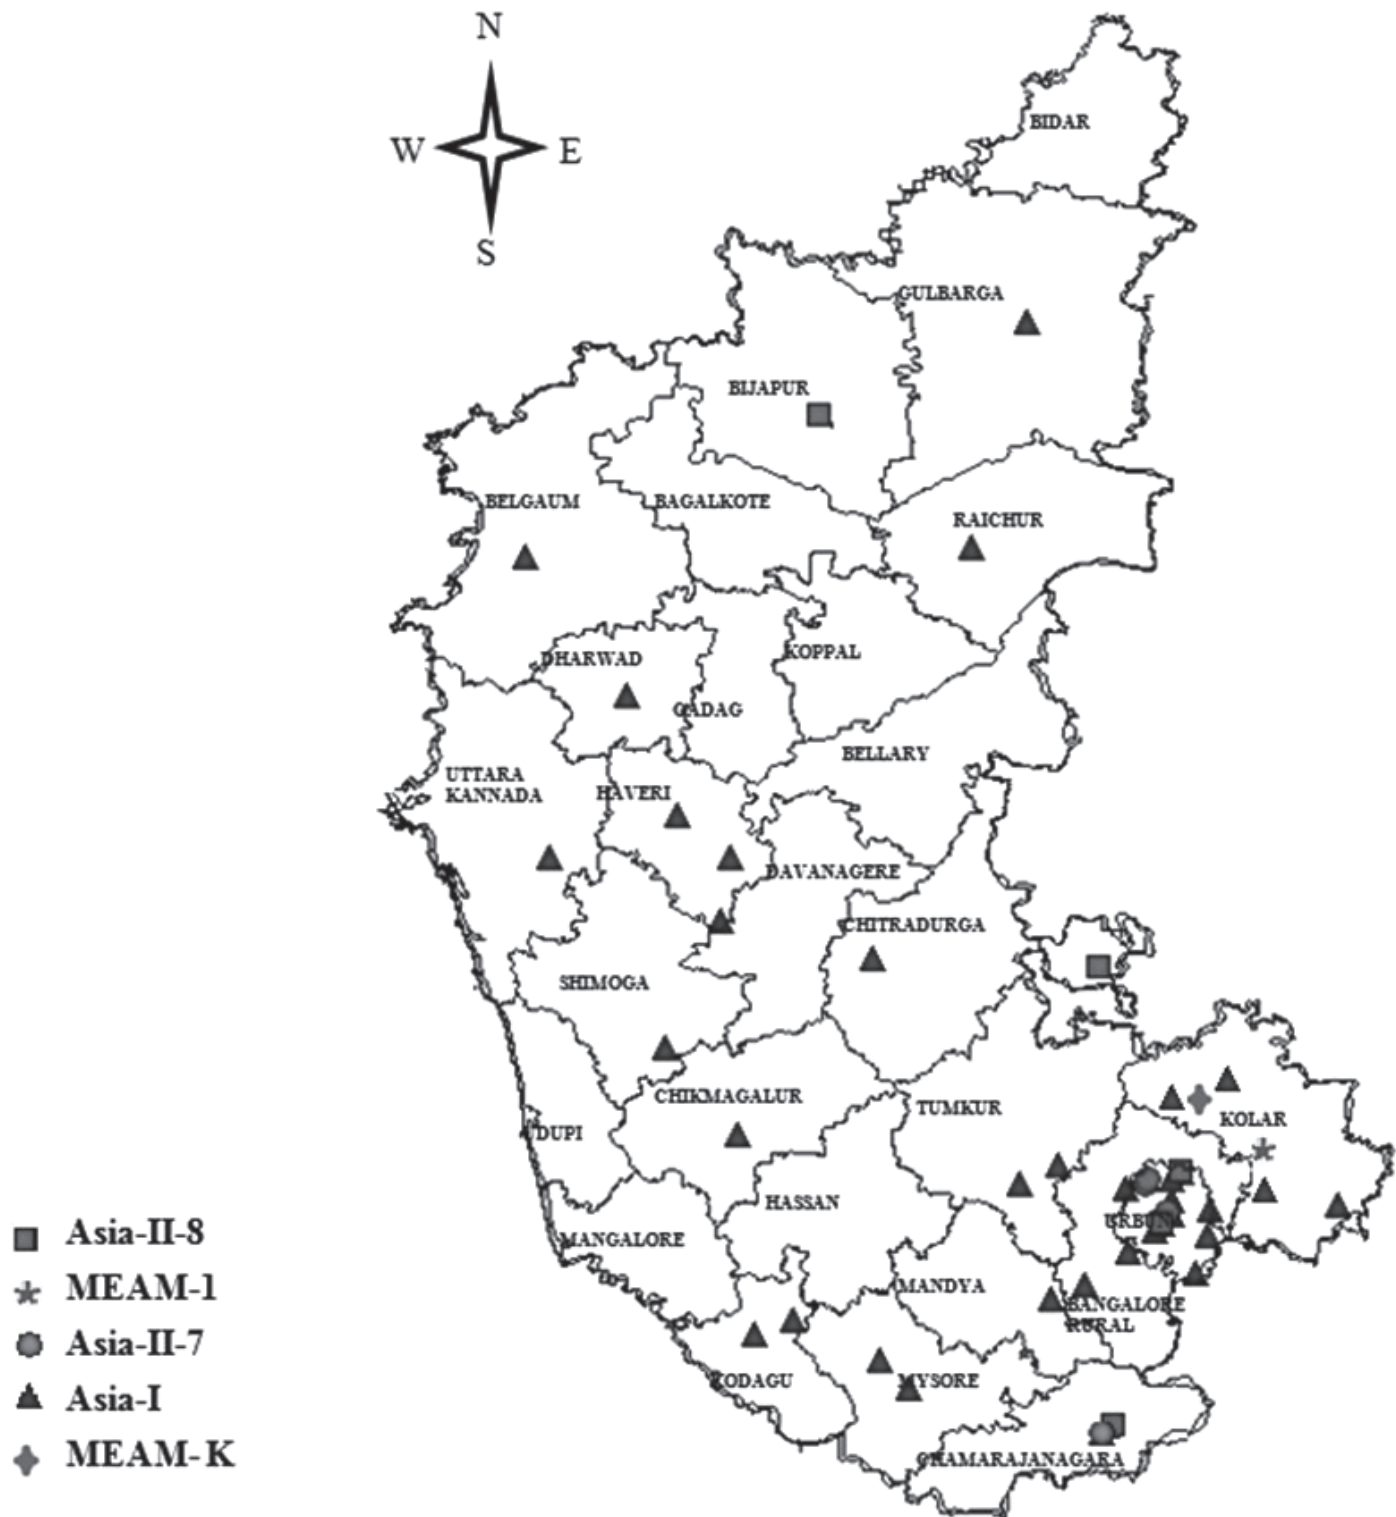 N
W
E
S
BIDAR
GULBARGA
BIJAPUR
BELGAUM
BAGALKOTE
RAICHUR
DHARWAD
KOPPAL
GADAG
BELLARY
UTTARA
KANNADA
HAVERI
DAVANAGERE
CHITRADURGA
SHIMOGA
CHIKMAGALUR
TUMKUR
KOLAR
DUPI
HASSAN
URBUN
MANGALORE
MANDYA
BANGALORE
RURAL
KODAGU
MYSORE
CHAMARAJANAGARA
Asia-II-8
MEAM-1
Asia-II-7
Asia-I
MEAM-K